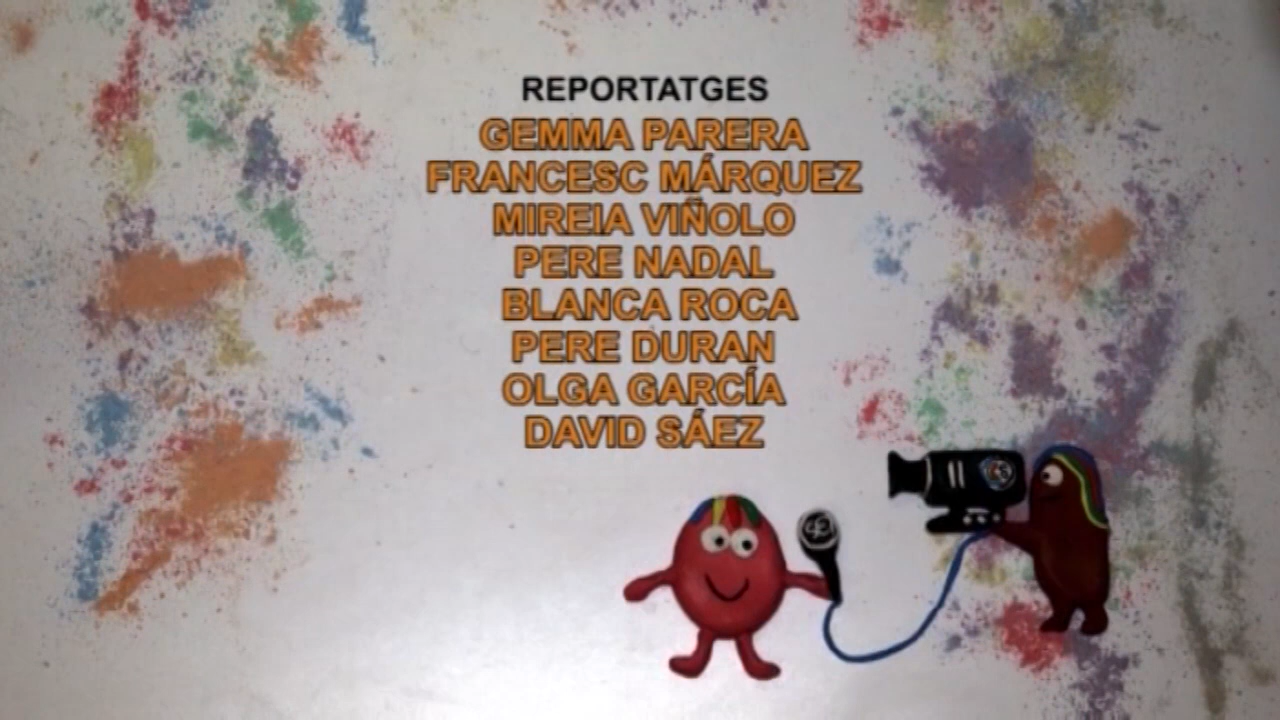 REPORTATGES
GEMMA PARERA
FRANCESC MÁRQUEZ
MIREIA VIÑOLO
PERE NADAL
BLANCA ROCA
PERE DURAN
OLGA GARCÍA
DAVID SÁEZ